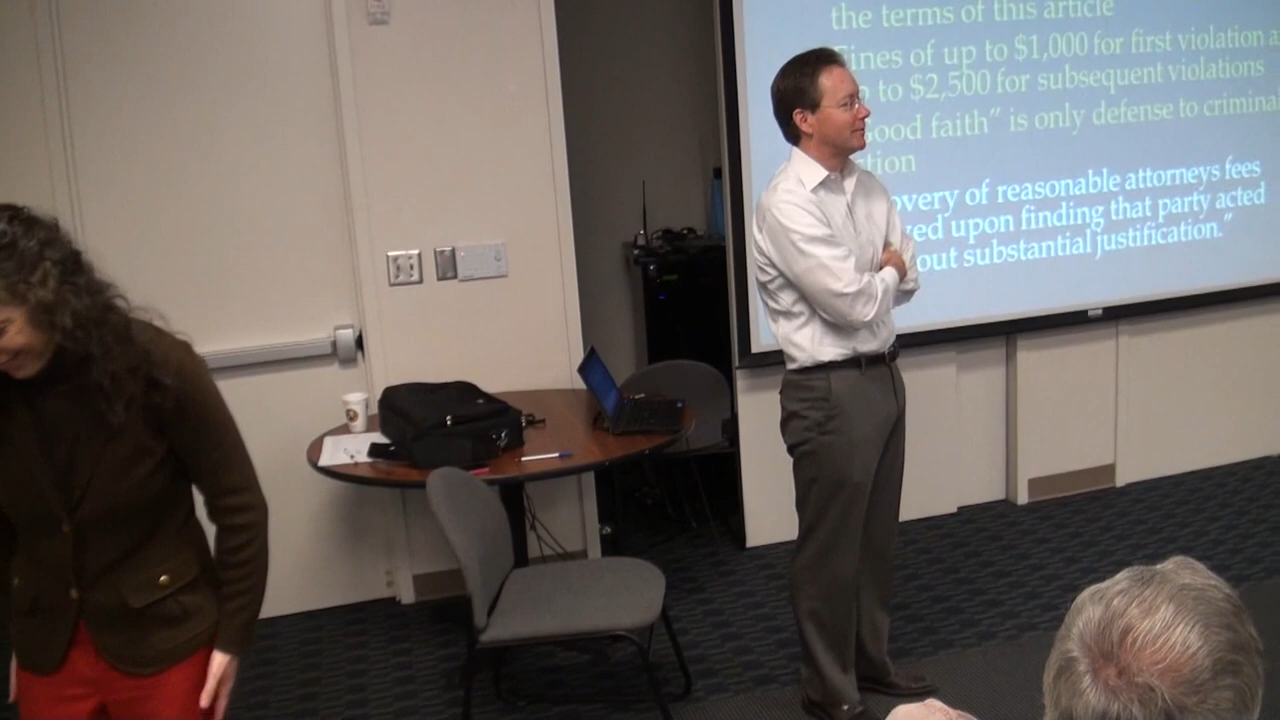 the terms of this article
Fines of up to $1,000 for first violation a
to $2,500 for subsequent violations
Good faith" is only defense to crimina
ction
overy of reasonable attorneys fees
ved upon finding that party acted
out substantial justification."